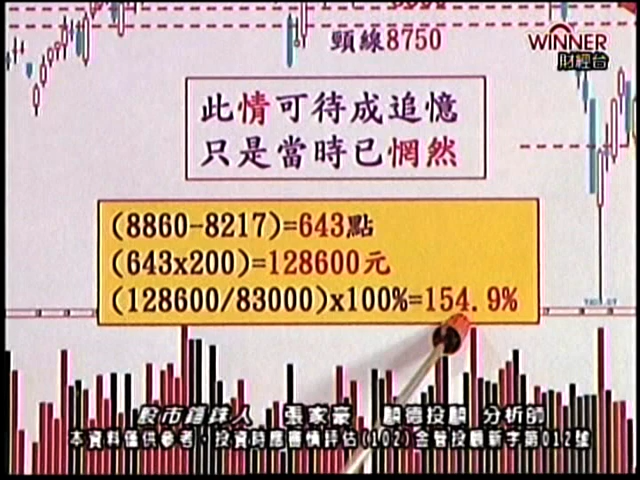 頸線8750
WINNER
財經台
此情可待成追憶
只是當時已惘然
(8860-8217)=643點
(643x200)=128600元
(128600/83000)x100%=154.9%
股市鐘錶人 張家豪 顧德投顧 分析師
本資料僅供參考，投資時應審慎評估(102)金管投顧新字第012號